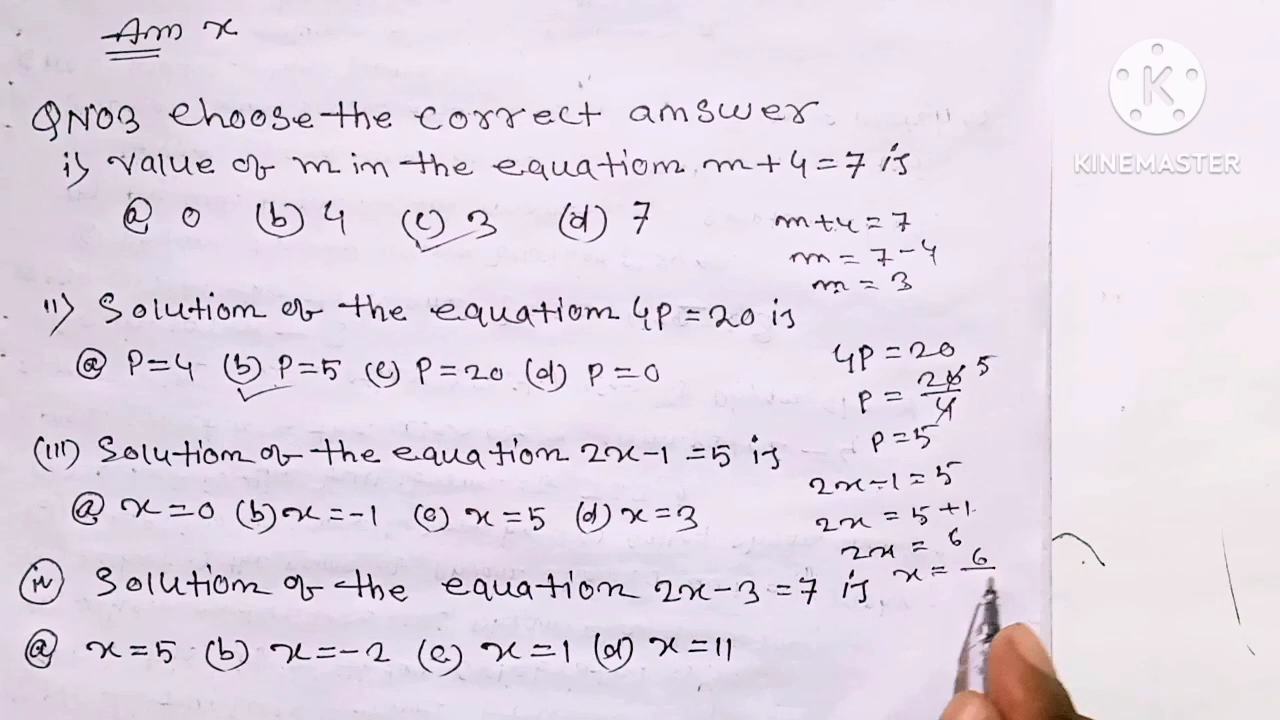 Ans x
QNO3 choose the correct answer
i) value of m in the equation m+4=7 is
(a) 0 (b) 4 (c) 3 (d) 7
m+4=7
m = 7-4
m = 3
ii) Solution of the equation 4p=20 is
(a) P=4 (b) P=5 (c) P=20 (d) P=0
4p = 20
p = 20/4 5
p = 5
(iii) Solution of the equation 2x-1=5 is
(a) x=0 (b) x=-1 (c) x=5 (d) x=3
2x-1=5
2x = 5+1
2x = 6
x = 6
(iv) Solution of the equation 2x-3=7 is
(a) x=5 (b) x=-2 (c) x=1 (d) x=11
K
KINEMASTER